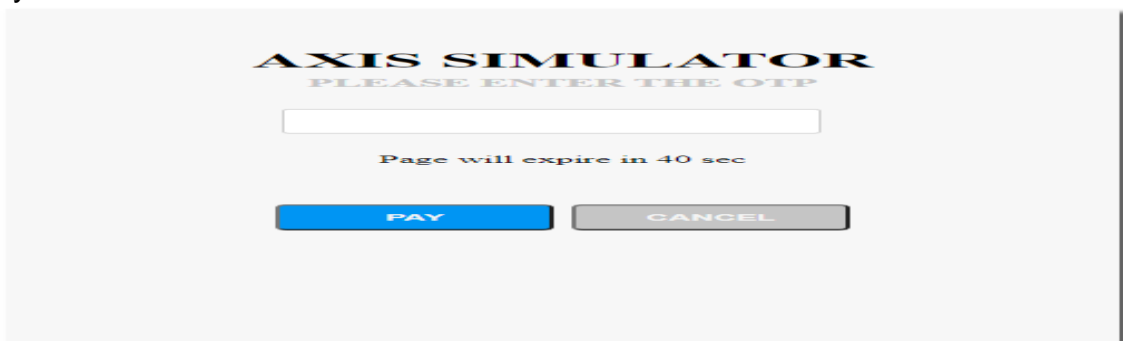 AXIS SIMULATOR
PLEASE ENTER THE OTP
Page will expire in 40 sec
PAY CANCEL